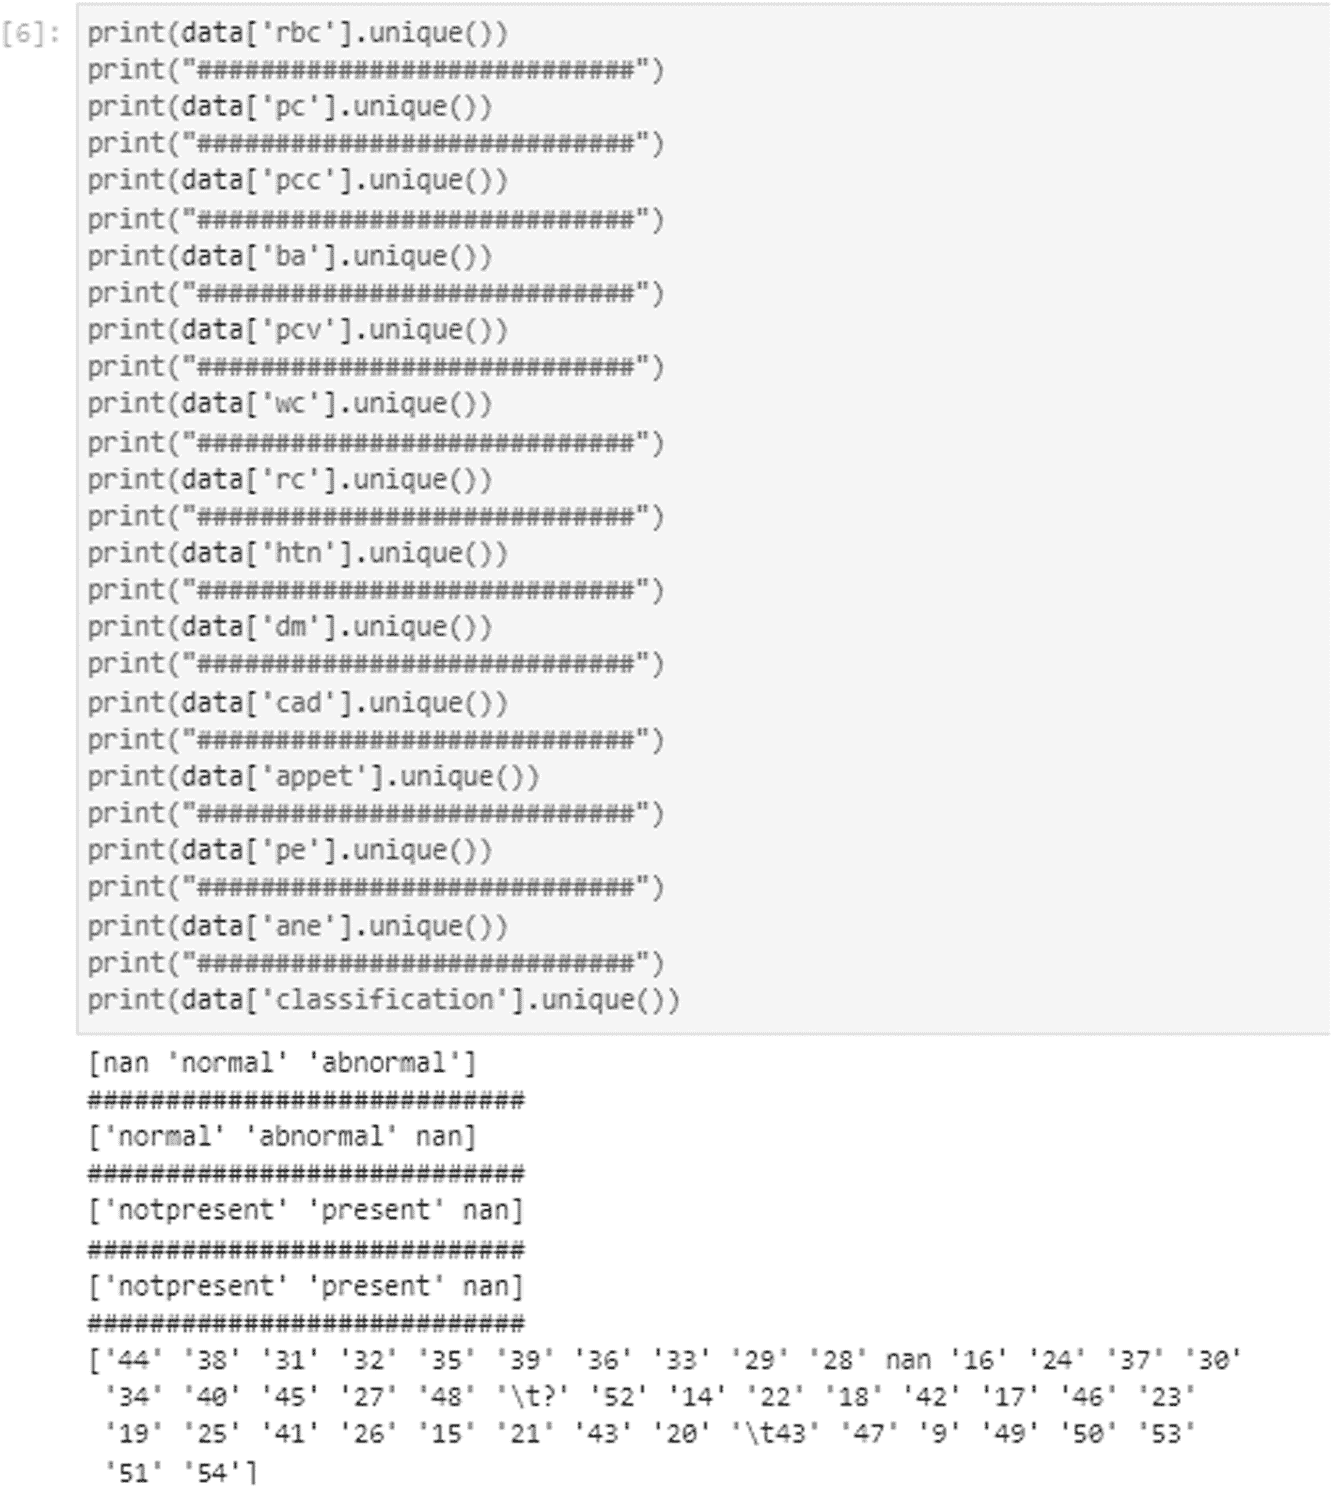 [6]: print(data['rbc'].unique())
print("############################")
print(data['pc'].unique())
print("############################")
print(data['pcc'].unique())
print("############################")
print(data['ba'].unique())
print("############################")
print(data['pcv'].unique())
print("############################")
print(data['wc'].unique())
print("############################")
print(data['rc'].unique())
print("############################")
print(data['htn'].unique())
print("############################")
print(data['dm'].unique())
print("############################")
print(data['cad'].unique())
print("############################")
print(data['appet'].unique())
print("############################")
print(data['pe'].unique())
print("############################")
print(data['ane'].unique())
print("############################")
print(data['classification'].unique())
[nan 'normal' 'abnormal']
############################
['normal' 'abnormal' nan]
############################
['notpresent' 'present' nan]
############################
['notpresent' 'present' nan]
############################
['44' '38' '31' '32' '35' '39' '36' '33' '29' '28' nan '16' '24' '37' '30'
'34' '40' '45' '27' '48' '\t?' '52' '14' '22' '18' '42' '17' '46' '23'
'19' '25' '41' '26' '15' '21' '43' '20' '\t43' '47' '9' '49' '50' '53'
'51' '54']